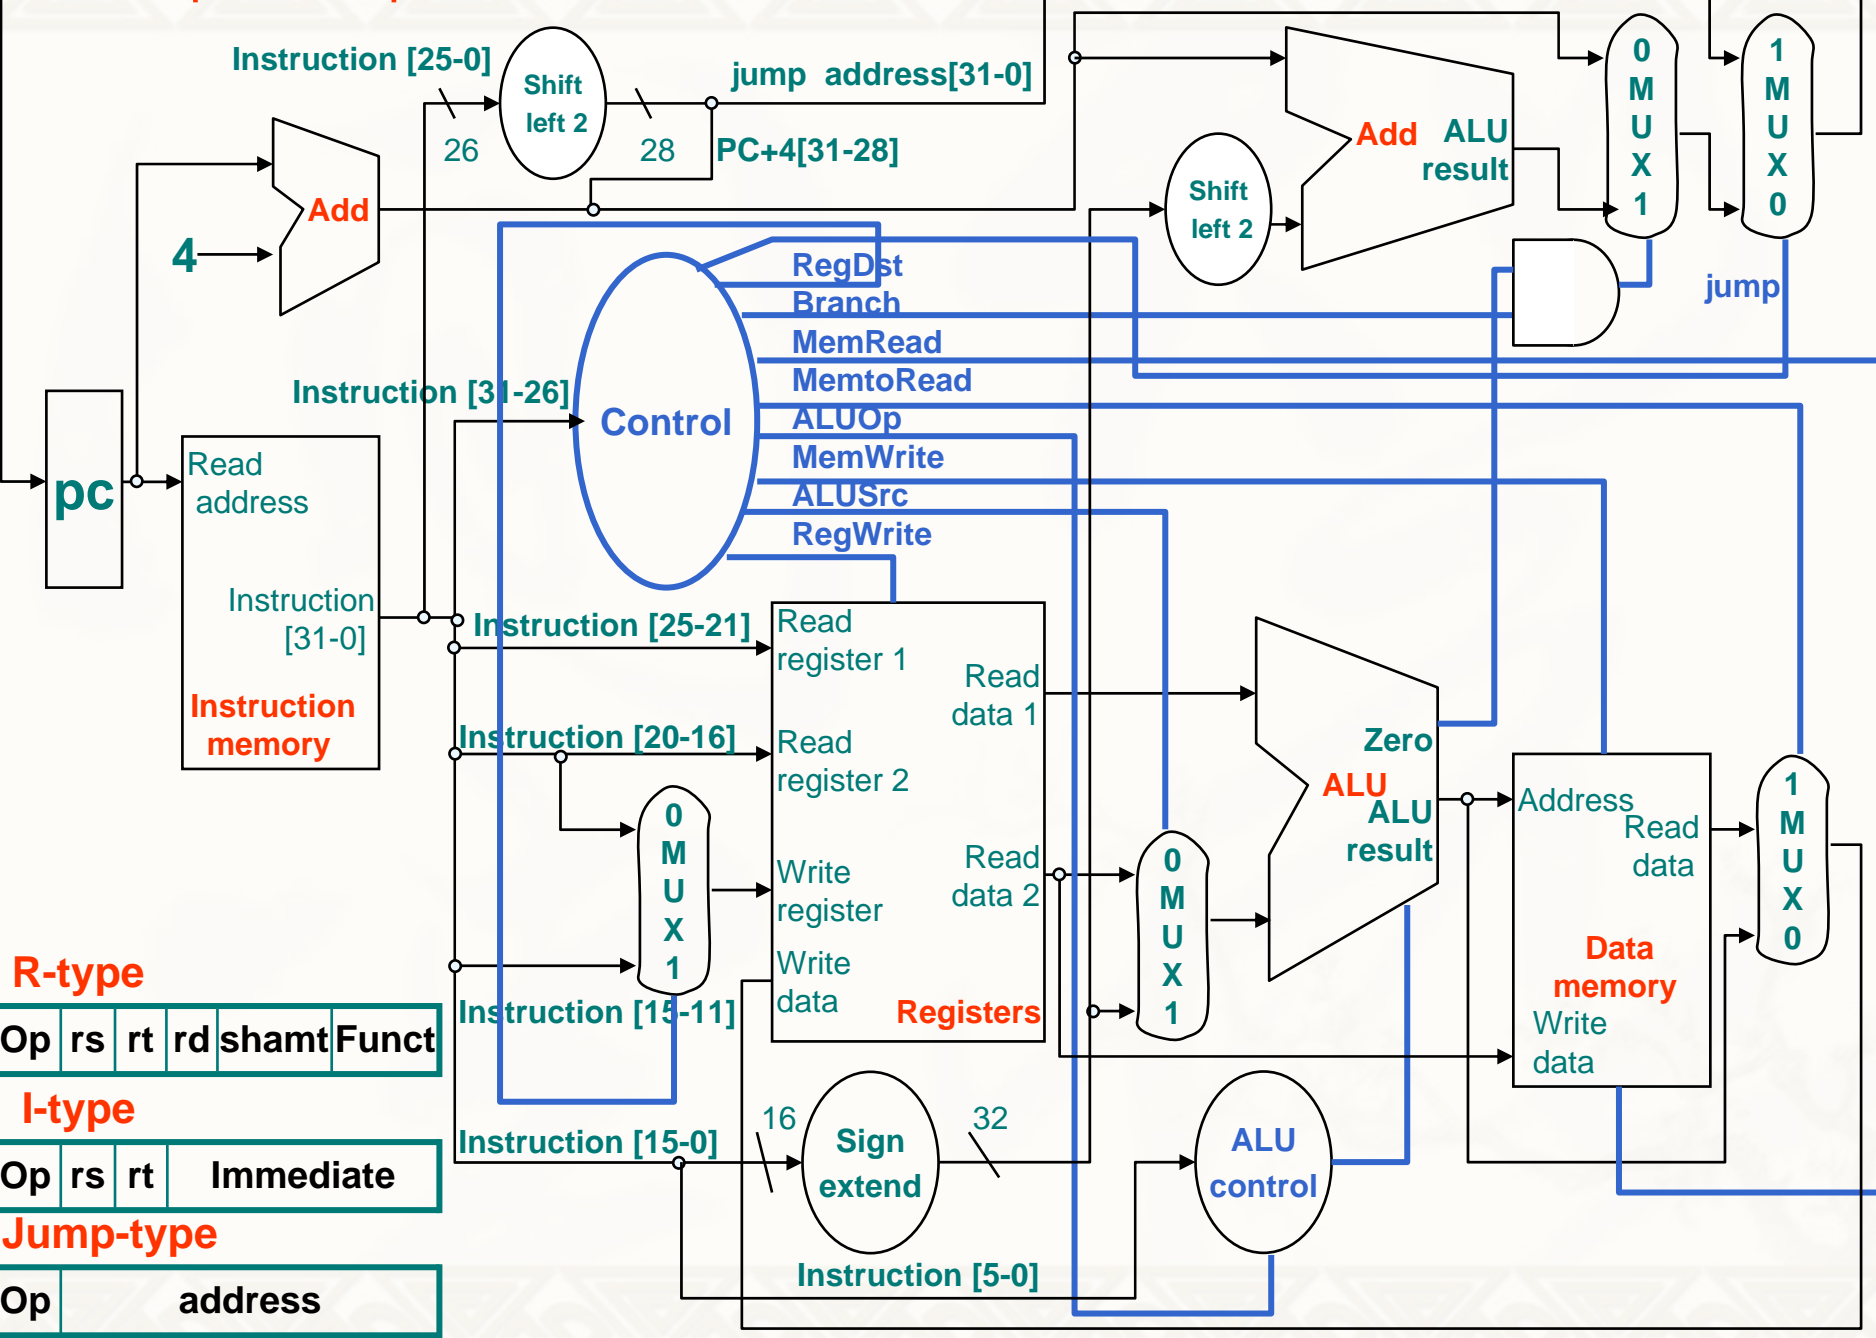 Instruction [25-0]
Shift
left 2
jump address[31-0]
26
28
PC+4[31-28]
Add
4
Add
ALU
result
Shift
left 2
0
M
U
X
1
1
M
U
X
0
jump
RegDst
Branch
MemRead
MemtoRead
ALUOp
MemWrite
ALUSrc
RegWrite
Instruction [31-26]
Control
pc
Read
address
Instruction
[31-0]
Instruction
memory
Instruction [25-21]
Instruction [20-16]
0
M
U
X
1
Instruction [15-11]
Read
register 1
Read
register 2
Write
register
Write
data
Read
data 1
Read
data 2
Registers
0
M
U
X
1
Zero
ALU
ALU
result
Address
Read
data
Data
memory
Write
data
1
M
U
X
0
Instruction [15-0]
16
Sign
extend
32
ALU
control
Instruction [5-0]
R-type
Op rs rt rd shamt Funct
I-type
Op rs rt Immediate
Jump-type
Op address